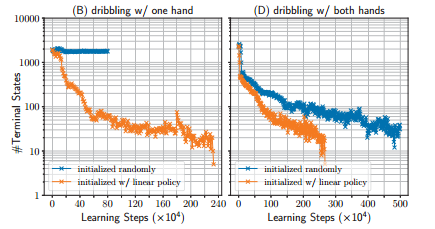 (B) dribbling w/ one hand
(D) dribbling w/ both hands
#Terminal States
10000
1000
100
10
1
initialized randomly
initialized w/ linear policy
initialized randomly
initialized w/ linear policy
0 40 80 120 160 200 240
0 100 200 300 400 500
Learning Steps (×10⁴)
Learning Steps (×10⁴)